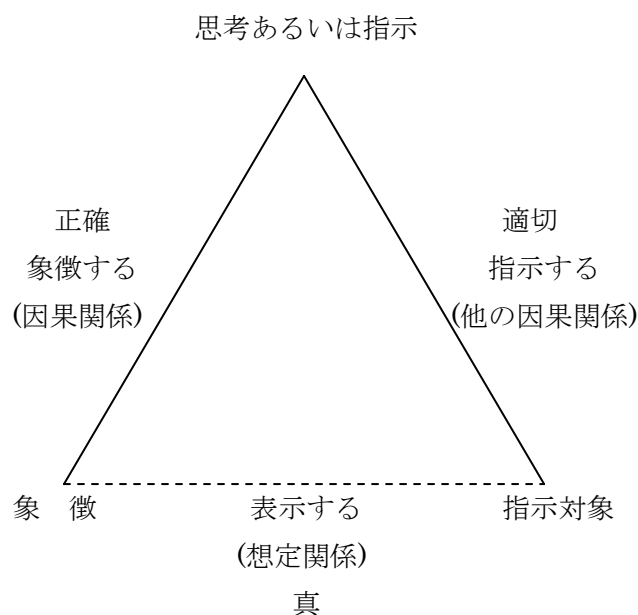 思考あるいは指示
正確
象徴する
(因果関係)
適切
指示する
(他の因果関係)
象　徴
表示する
(想定関係)
真
指示対象